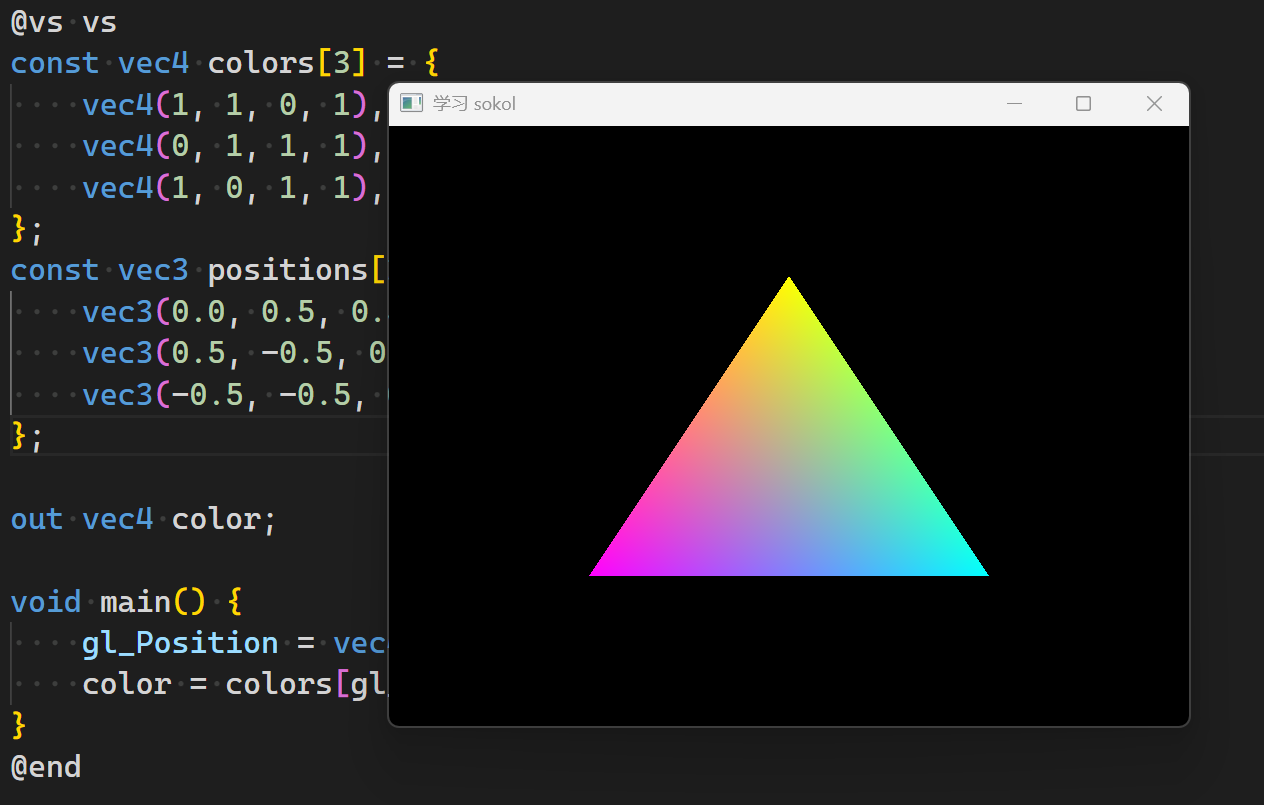 @vs vs
const vec4 colors[3] = {
vec4(1, 1, 0, 1),
vec4(0, 1, 1, 1),
vec4(1, 0, 1, 1),
};
const vec3 positions[
vec3(0.0, 0.5, 0.
vec3(0.5, -0.5, 0
vec3(-0.5, -0.5,
};
out vec4 color;
void main() {
gl_Position = vec
color = colors[gl
}
@end
学习 sokol